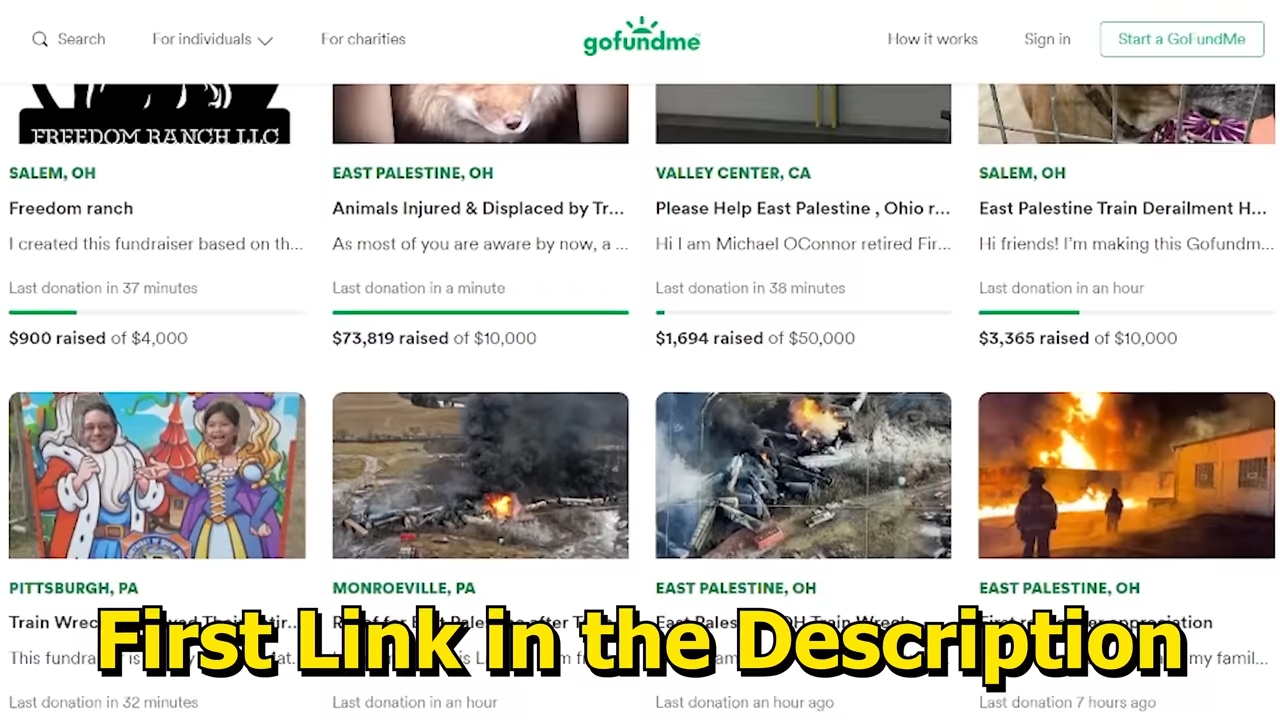 Search For individuals For charities gofundme How it works Sign in Start a GoFundMe
FREEDOM RANCH LLC
SALEM, OH EAST PALESTINE, OH VALLEY CENTER, CA SALEM, OH
Freedom ranch Animals Injured & Displaced by Tr... Please Help East Palestine , Ohio r... East Palestine Train Derailment H...
I created this fundraiser based on th... As most of you are aware by now, a ... Hi I am Michael OConnor retired Fir... Hi friends! I'm making this Gofundm...
Last donation in 37 minutes Last donation in a minute Last donation in 38 minutes Last donation in an hour
$900 raised of $4,000 $73,819 raised of $10,000 $1,694 raised of $50,000 $3,365 raised of $10,000
PITTSBURGH, PA MONROEVILLE, PA EAST PALESTINE, OH EAST PALESTINE, OH
First Link in the Description
Last donation in 32 minutes Last donation in an hour Last donation an hour ago Last donation 7 hours ago